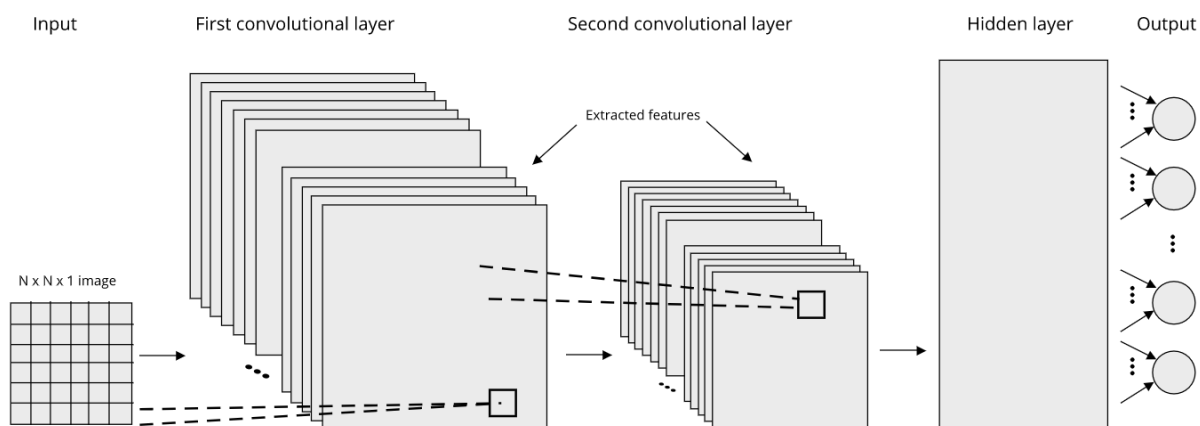 Input
First convolutional layer
Second convolutional layer
Hidden layer
Output
Extracted features
N x N x 1 image